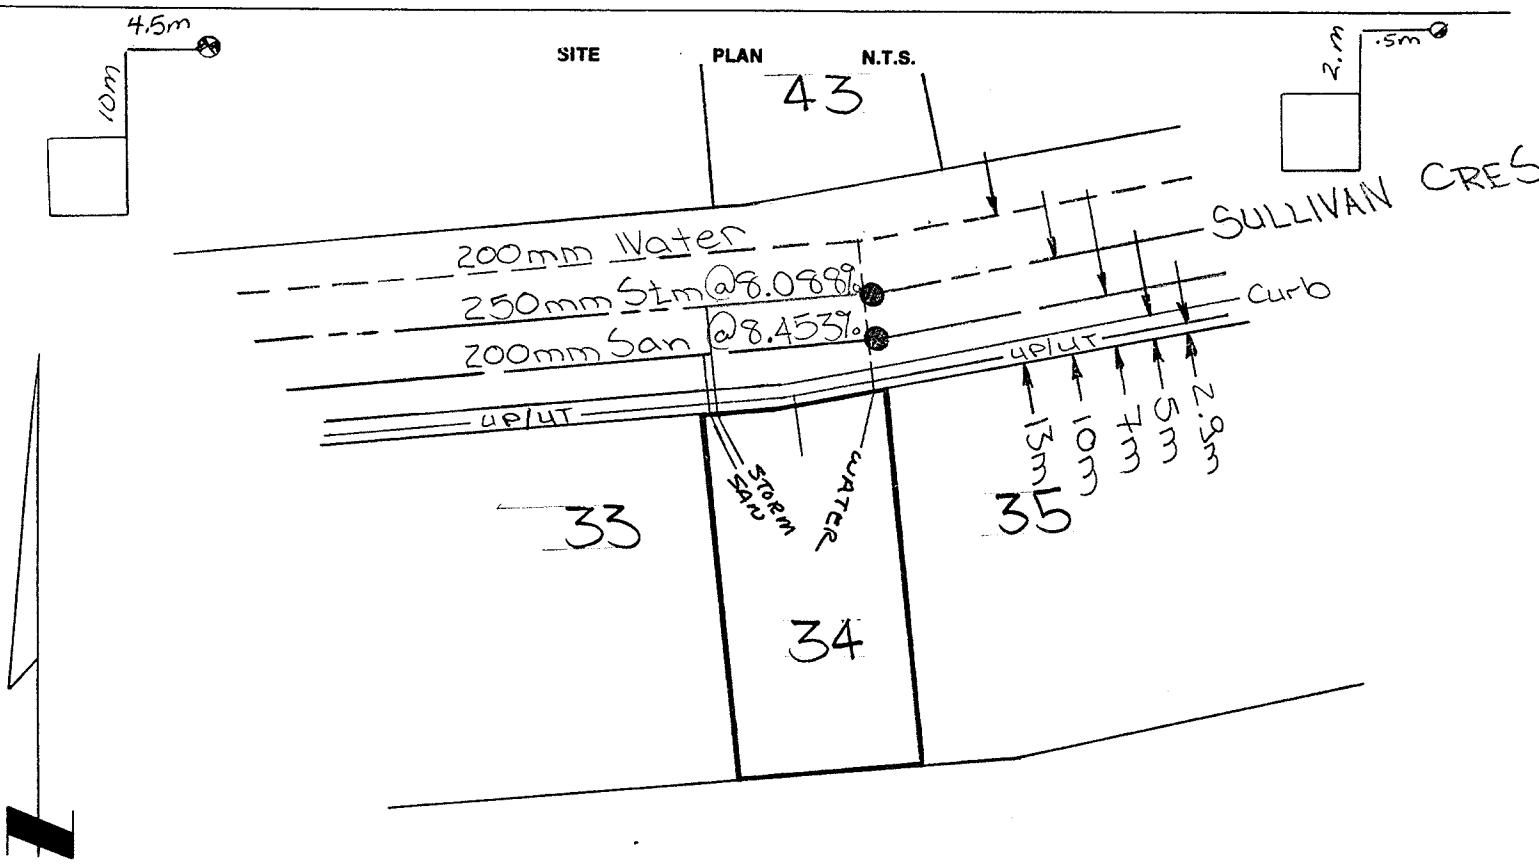 4.5m
10m
SITE PLAN N.T.S.
2.m
.5m
43
SULLIVAN CRES
200mm Water
250mm Stm @8.088%
200mm San @8.453%
Curb
UP/UT
UP/UT
13m
10m
7m
5m
2.9m
STORM
SAN
WATER
33
35
34